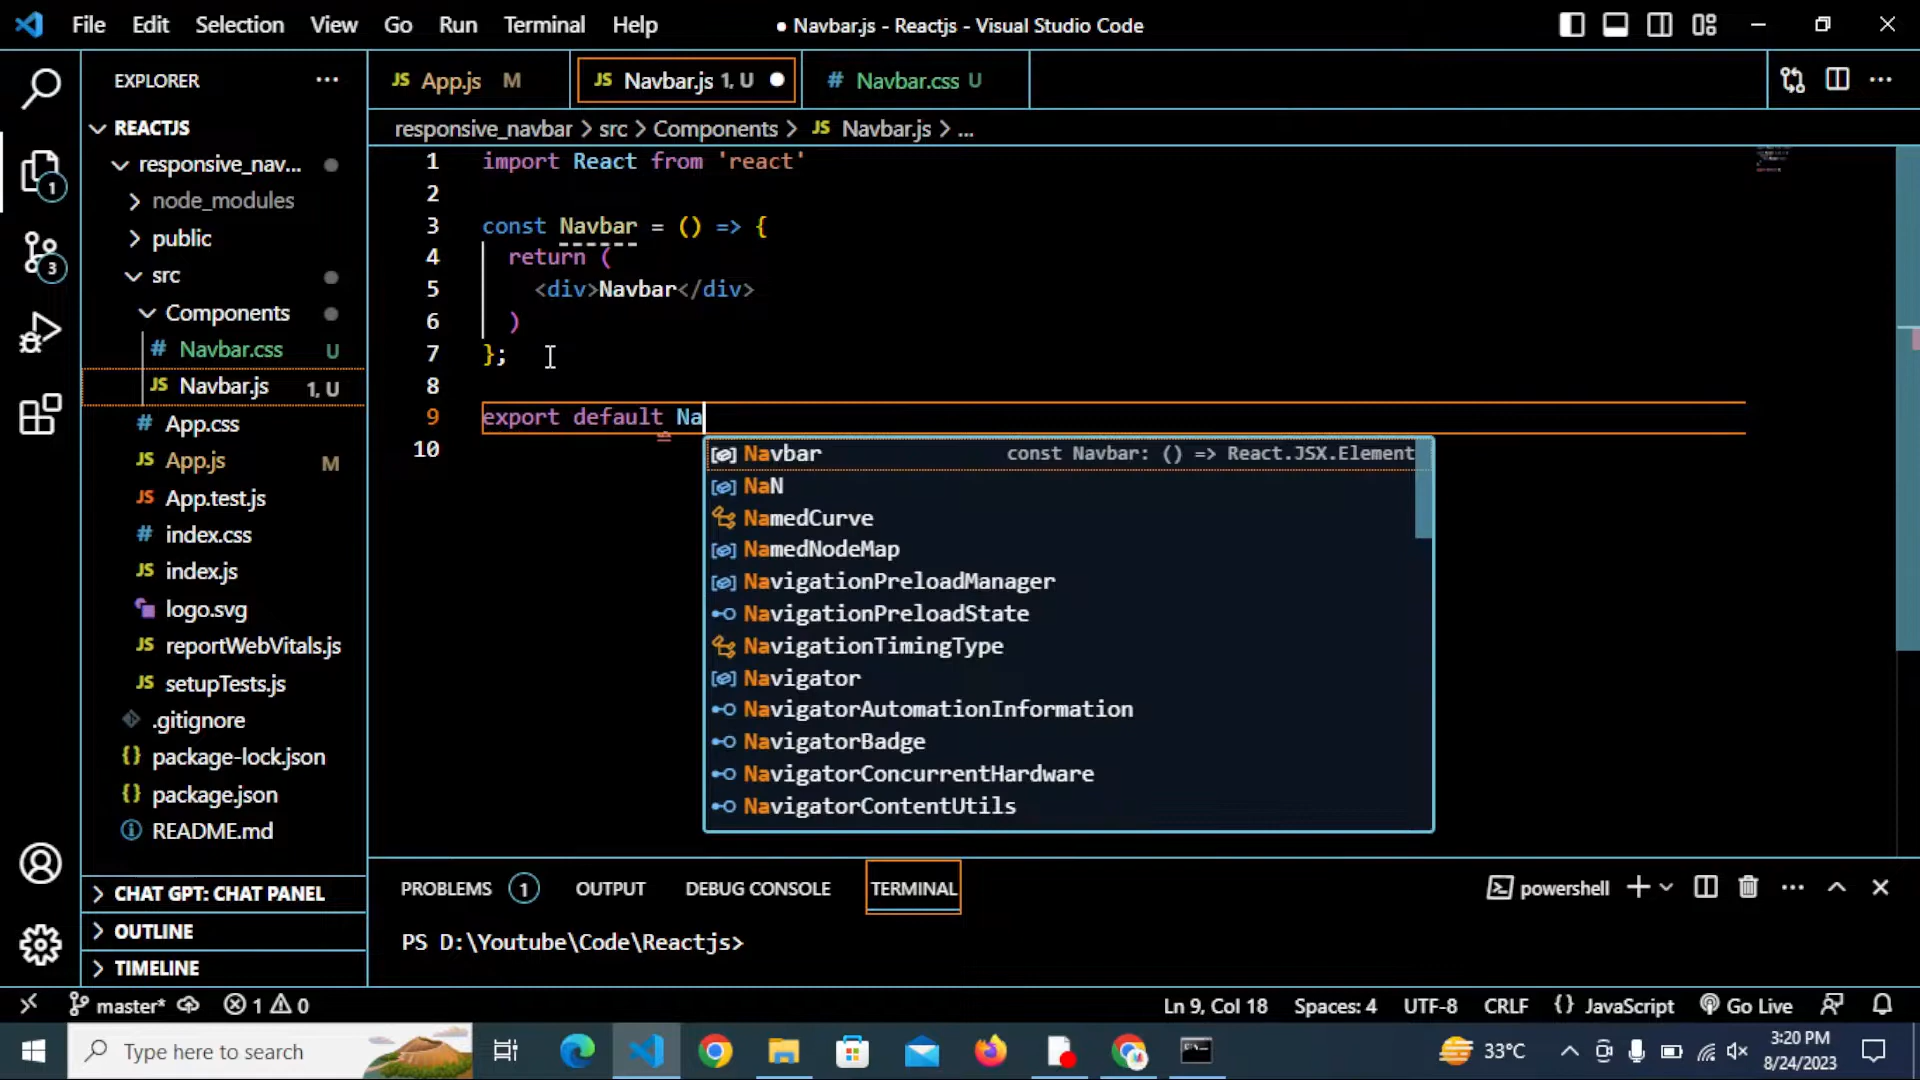 File Edit Selection View Go Run Terminal Help
● Navbar.js - Reactjs - Visual Studio Code
EXPLORER ...
JS App.js M
JS Navbar.js 1, U
# Navbar.css U
...
responsive_navbar > src > Components > JS Navbar.js > ...
REACTJS
responsive_nav...
node_modules
public
src
Components
# Navbar.css U
JS Navbar.js 1, U
# App.css
JS App.js M
JS App.test.js
# index.css
JS index.js
logo.svg
JS reportWebVitals.js
JS setupTests.js
.gitignore
{} package-lock.json
{} package.json
README.md
CHAT GPT: CHAT PANEL
OUTLINE
TIMELINE
1
3
1 import React from 'react'
2
3 const Navbar = () => {
4 return (
5 <div>Navbar</div>
6 )
7 };
8
9 export default Na
10
Navbar const Navbar: () => React.JSX.Element
NaN
NamedCurve
NamedNodeMap
NavigationPreloadManager
NavigationPreloadState
NavigationTimingType
Navigator
NavigatorAutomationInformation
NavigatorBadge
NavigatorConcurrentHardware
NavigatorContentUtils
PROBLEMS 1 OUTPUT DEBUG CONSOLE TERMINAL
powershell ...
PS D:\Youtube\Code\Reactjs>
master* 1 0
Ln 9, Col 18 Spaces: 4 UTF-8 CRLF {} JavaScript Go Live
Type here to search
33°C
3:20 PM
8/24/2023